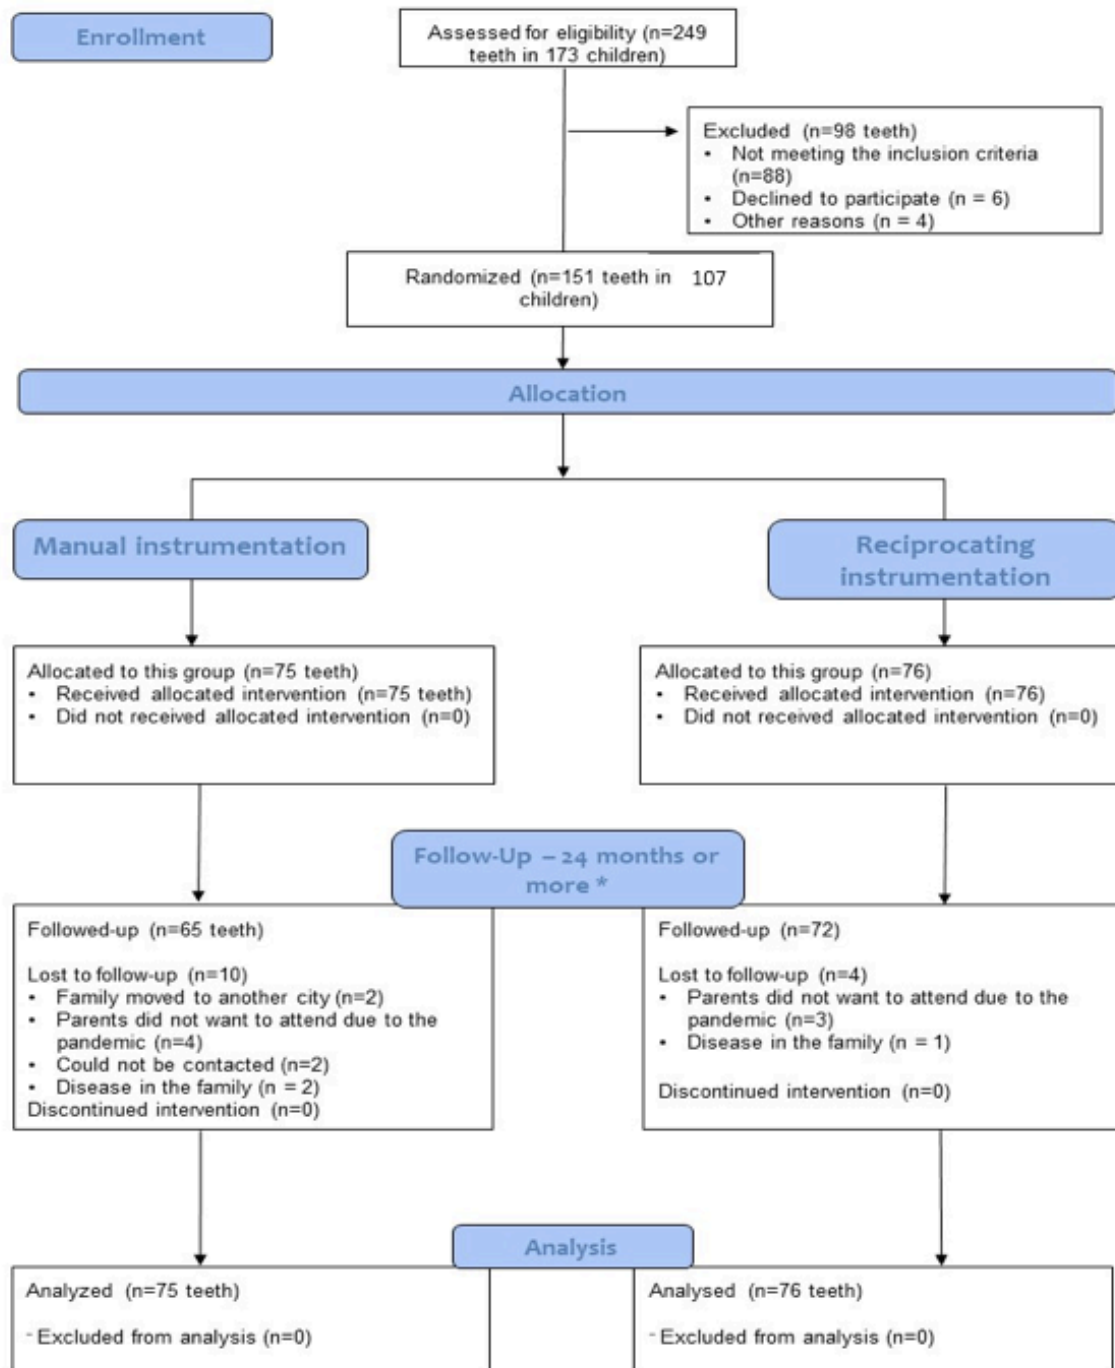 Enrollment
Assessed for eligibility (n=249
teeth in 173 children)
Excluded (n=98 teeth)
• Not meeting the inclusion criteria
(n=88)
• Declined to participate (n = 6)
• Other reasons (n = 4)
Randomized (n=151 teeth in 107
children)
Allocation
Manual instrumentation
Reciprocating
instrumentation
Allocated to this group (n=75 teeth)
• Received allocated intervention (n=75 teeth)
• Did not received allocated intervention (n=0)
Allocated to this group (n=76)
• Received allocated intervention (n=76)
• Did not received allocated intervention (n=0)
Follow-Up – 24 months or
more *
Followed-up (n=65 teeth)
Lost to follow-up (n=10)
• Family moved to another city (n=2)
• Parents did not want to attend due to the
pandemic (n=4)
• Could not be contacted (n=2)
• Disease in the family (n = 2)
Discontinued intervention (n=0)
Followed-up (n=72)
Lost to follow-up (n=4)
• Parents did not want to attend due to the
pandemic (n=3)
• Disease in the family (n = 1)
Discontinued intervention (n=0)
Analysis
Analyzed (n=75 teeth)
- Excluded from analysis (n=0)
Analysed (n=76 teeth)
- Excluded from analysis (n=0)